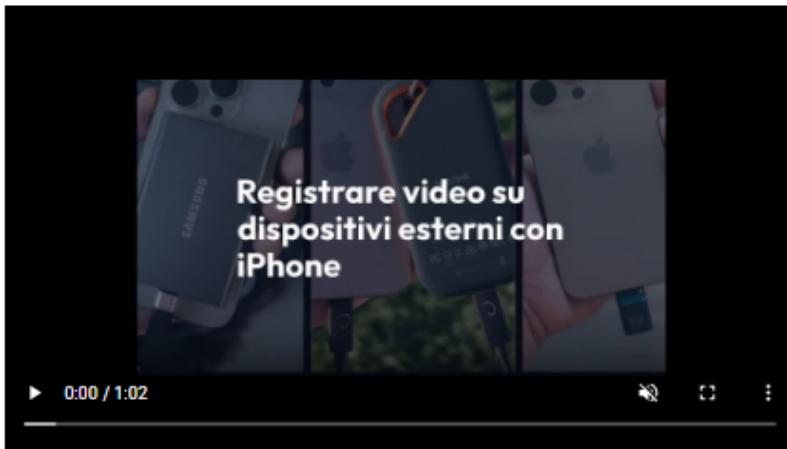 Registrare video su
dispositivi esterni con
iPhone
SAMSUNG
0:00 / 1:02